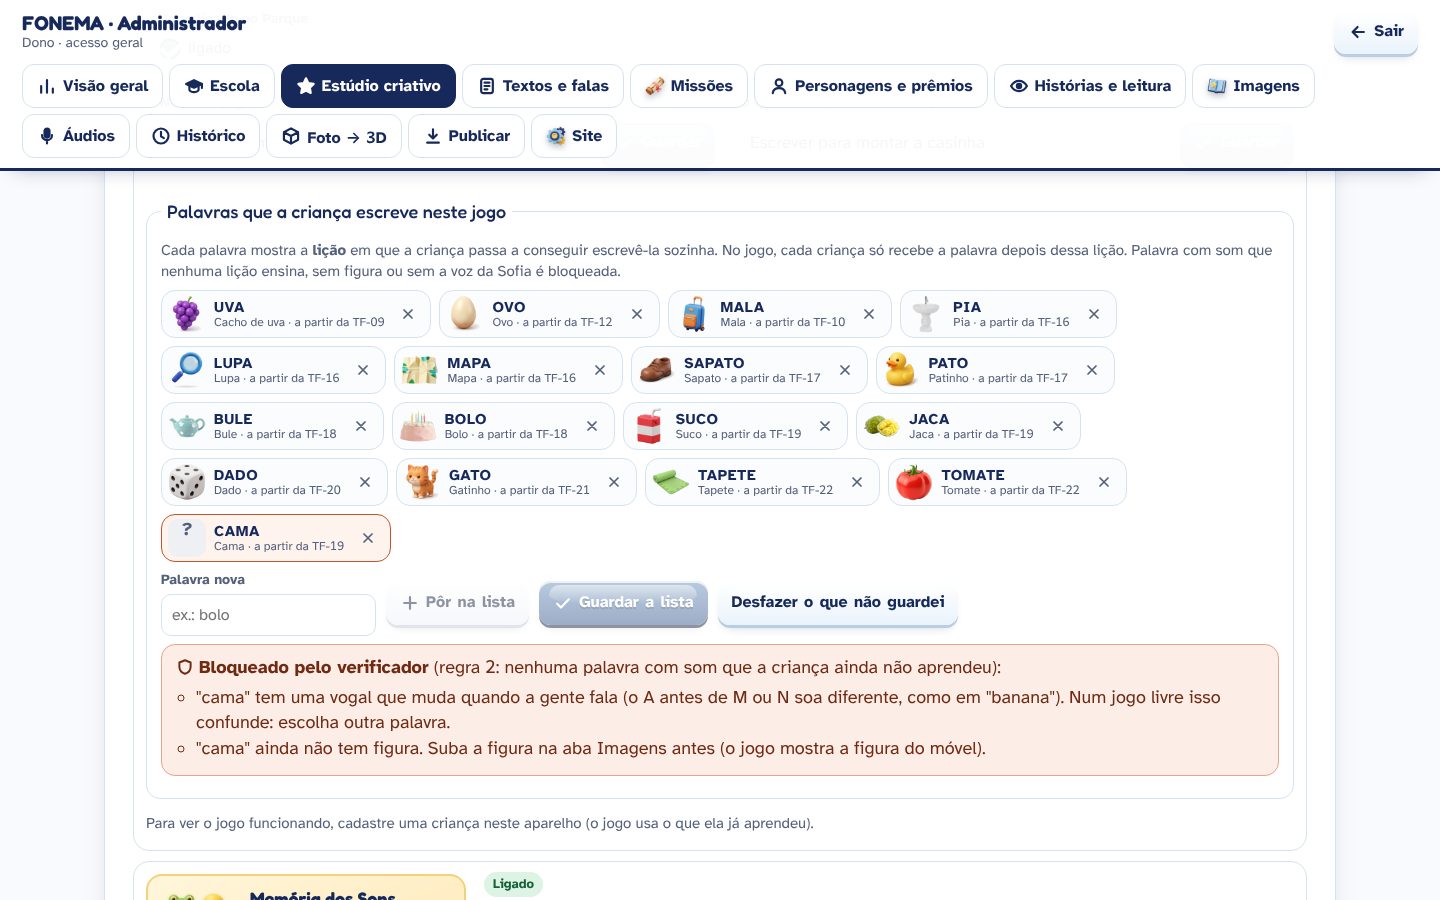 FONEMA · Administrador
Dono · acesso geral
ligado
Sair
Visão geral
Escola
Estúdio criativo
Textos e falas
Missões
Personagens e prêmios
Histórias e leitura
Imagens
Áudios
Histórico
Foto → 3D
Publicar
Site
Escrever para montar a casinha
Palavras que a criança escreve neste jogo
Cada palavra mostra a lição em que a criança passa a conseguir escrevê-la sozinha. No jogo, cada criança só recebe a palavra depois dessa lição. Palavra com som que
nenhuma lição ensina, sem figura ou sem a voz da Sofia é bloqueada.
UVA
Cacho de uva · a partir da TF-09
OVO
Ovo · a partir da TF-12
MALA
Mala · a partir da TF-10
PIA
Pia · a partir da TF-16
LUPA
Lupa · a partir da TF-16
MAPA
Mapa · a partir da TF-16
SAPATO
Sapato · a partir da TF-17
PATO
Patinho · a partir da TF-17
BULE
Bule · a partir da TF-18
BOLO
Bolo · a partir da TF-18
SUCO
Suco · a partir da TF-19
JACA
Jaca · a partir da TF-19
DADO
Dado · a partir da TF-20
GATO
Gatinho · a partir da TF-21
TAPETE
Tapete · a partir da TF-22
TOMATE
Tomate · a partir da TF-22
?
CAMA
Cama · a partir da TF-19
Palavra nova
ex.: bolo
Pôr na lista
Guardar a lista
Desfazer o que não guardei
Bloqueado pelo verificador (regra 2: nenhuma palavra com som que a criança ainda não aprendeu):
"cama" tem uma vogal que muda quando a gente fala (o A antes de M ou N soa diferente, como em "banana"). Num jogo livre isso
confunde: escolha outra palavra.
"cama" ainda não tem figura. Suba a figura na aba Imagens antes (o jogo mostra a figura do móvel).
Para ver o jogo funcionando, cadastre uma criança neste aparelho (o jogo usa o que ela já aprendeu).
Ligado
Memória dos Sons